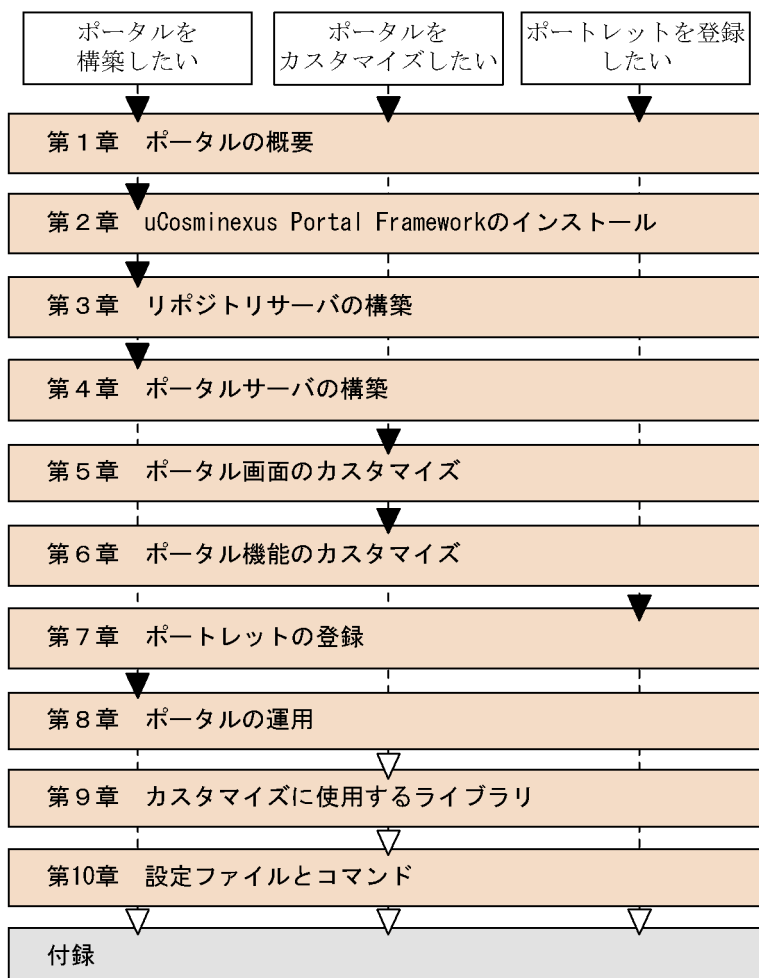 ポータルを
構築したい
ポータルを
カスタマイズしたい
ポートレットを登録
したい
第1章 ポータルの概要
第2章 uCosminexus Portal Frameworkのインストール
第3章 リポジトリサーバの構築
第4章 ポータルサーバの構築
第5章 ポータル画面のカスタマイズ
第6章 ポータル機能のカスタマイズ
第7章 ポートレットの登録
第8章 ポータルの運用
第9章 カスタマイズに使用するライブラリ
第10章 設定ファイルとコマンド
付録